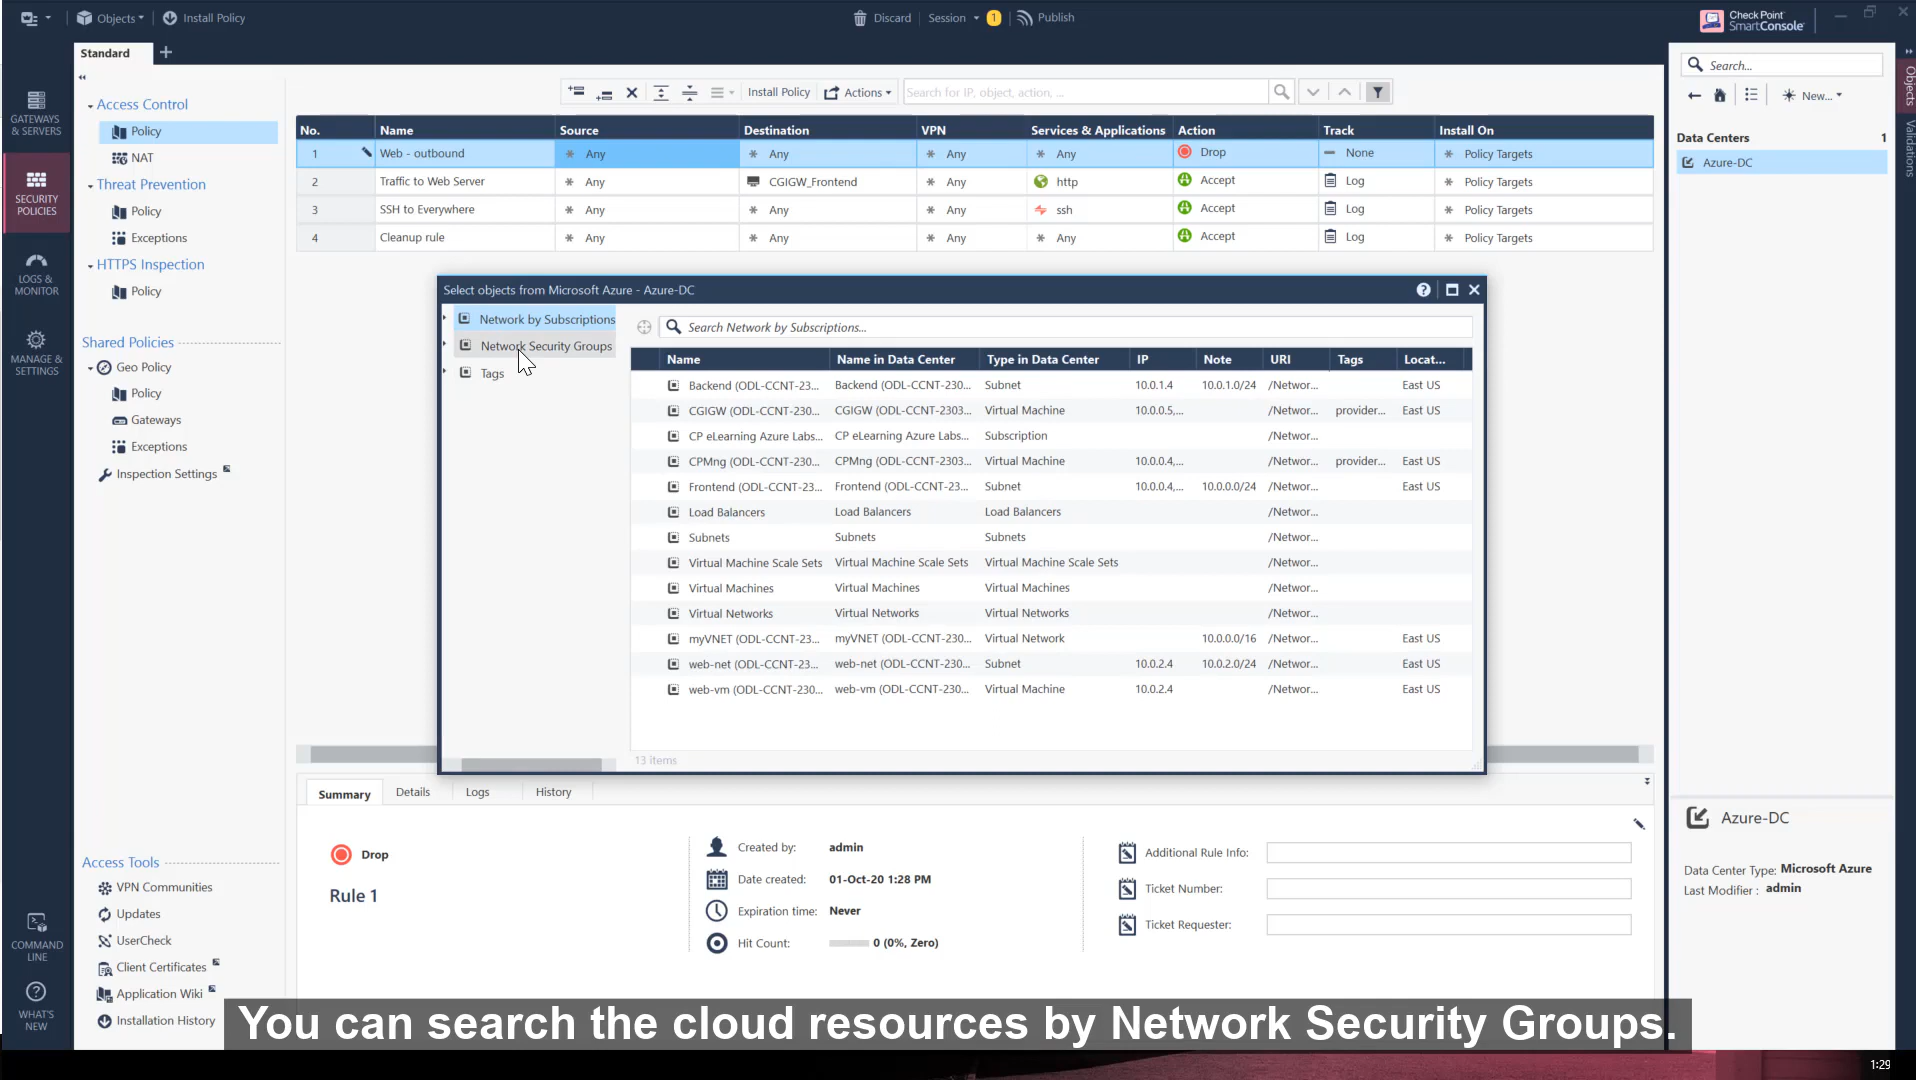 Objects
Install Policy
Discard
Session
1
Publish
Check Point
SmartConsole
Standard
Search...
New...
Objects
Validations
GATEWAYS
& SERVERS
SECURITY
POLICIES
LOGS &
MONITOR
MANAGE &
SETTINGS
COMMAND
LINE
WHAT'S
NEW
Access Control
Policy
NAT
Threat Prevention
Policy
Exceptions
HTTPS Inspection
Policy
Shared Policies
Geo Policy
Policy
Gateways
Exceptions
Inspection Settings
Access Tools
VPN Communities
Updates
UserCheck
Client Certificates
Application Wiki
Installation History
Install Policy
Actions
Search for IP, object, action, ...
No. Name Source Destination VPN Services & Applications Action Track Install On
1 Web - outbound * Any * Any * Any * Any Drop None * Policy Targets
2 Traffic to Web Server * Any CGIGW_Frontend * Any http Accept Log * Policy Targets
3 SSH to Everywhere * Any * Any * Any ssh Accept Log * Policy Targets
4 Cleanup rule * Any * Any * Any * Any Accept Log * Policy Targets
Data Centers 1
Azure-DC
Select objects from Microsoft Azure - Azure-DC
Network by Subscriptions
Network Security Groups
Tags
Search Network by Subscriptions...
Name Name in Data Center Type in Data Center IP Note URI Tags Locat...
Backend (ODL-CCNT-23... Backend (ODL-CCNT-230... Subnet 10.0.1.4 10.0.1.0/24 /Networ... East US
CGIGW (ODL-CCNT-230... CGIGW (ODL-CCNT-2303... Virtual Machine 10.0.0.5,... /Networ... provider... East US
CP eLearning Azure Labs... CP eLearning Azure Labs... Subscription /Networ...
CPMng (ODL-CCNT-230... CPMng (ODL-CCNT-2303... Virtual Machine 10.0.0.4,... /Networ... provider... East US
Frontend (ODL-CCNT-23... Frontend (ODL-CCNT-23... Subnet 10.0.0.4,... 10.0.0.0/24 /Networ... East US
Load Balancers Load Balancers Load Balancers /Networ...
Subnets Subnets Subnets /Networ...
Virtual Machine Scale Sets Virtual Machine Scale Sets Virtual Machine Scale Sets /Networ...
Virtual Machines Virtual Machines Virtual Machines /Networ...
Virtual Networks Virtual Networks Virtual Networks /Networ...
myVNET (ODL-CCNT-23... myVNET (ODL-CCNT-230... Virtual Network 10.0.0.0/16 /Networ... East US
web-net (ODL-CCNT-23... web-net (ODL-CCNT-230... Subnet 10.0.2.4 10.0.2.0/24 /Networ... East US
web-vm (ODL-CCNT-230... web-vm (ODL-CCNT-230... Virtual Machine 10.0.2.4 /Networ... East US
13 items
Summary
Details
Logs
History
Drop
Rule 1
Created by: admin
Date created: 01-Oct-20 1:28 PM
Expiration time: Never
Hit Count: 0 (0%, Zero)
Additional Rule Info:
Ticket Number:
Ticket Requester:
Azure-DC
Data Center Type: Microsoft Azure
Last Modifier : admin
You can search the cloud resources by Network Security Groups.
1:29